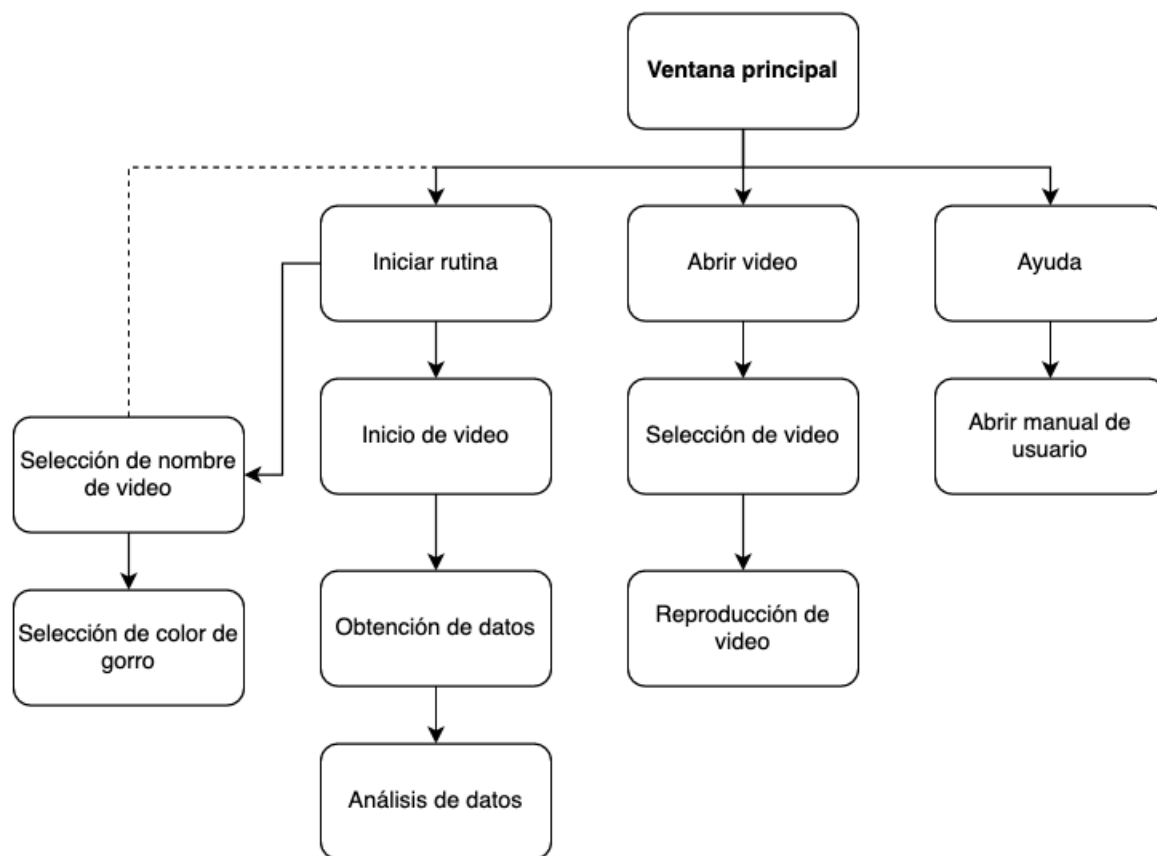 Ventana principal
Iniciar rutina
Abrir video
Ayuda
Inicio de video
Selección de video
Abrir manual de
usuario
Selección de nombre
de video
Selección de color de
gorro
Obtención de datos
Reproducción de
video
Análisis de datos